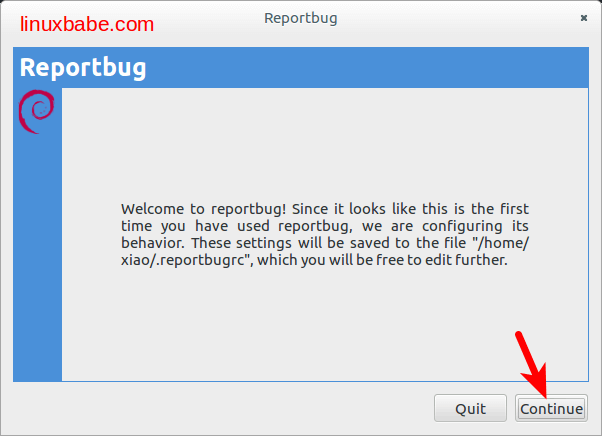 linuxbabe.com
Reportbug
Reportbug
Welcome to reportbug! Since it looks like this is the first
time you have used reportbug, we are configuring its
behavior. These settings will be saved to the file "/home/
xiao/.reportbugrc", which you will be free to edit further.
Quit
Continue